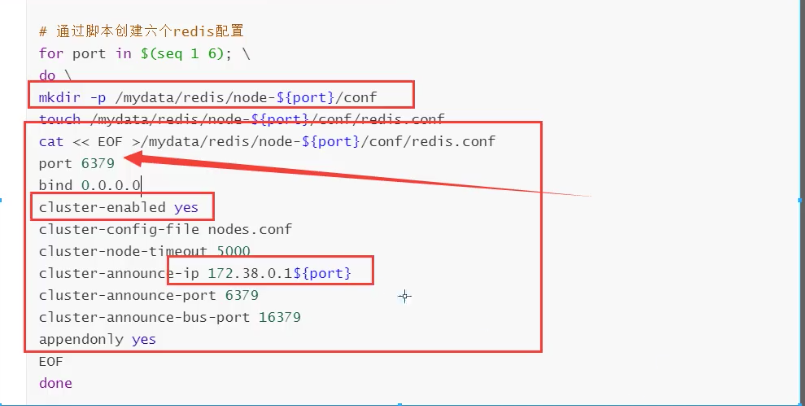 # 通过脚本创建六个redis配置
for port in $(seq 1 6); \
do \
mkdir -p /mydata/redis/node-${port}/conf
touch /mydata/redis/node-${port}/conf/redis.conf
cat << EOF >/mydata/redis/node-${port}/conf/redis.conf
port 6379
bind 0.0.0.0
cluster-enabled yes
cluster-config-file nodes.conf
cluster-node-timeout 5000
cluster-announce-ip 172.38.0.1${port}
cluster-announce-port 6379
cluster-announce-bus-port 16379
appendonly yes
EOF
done